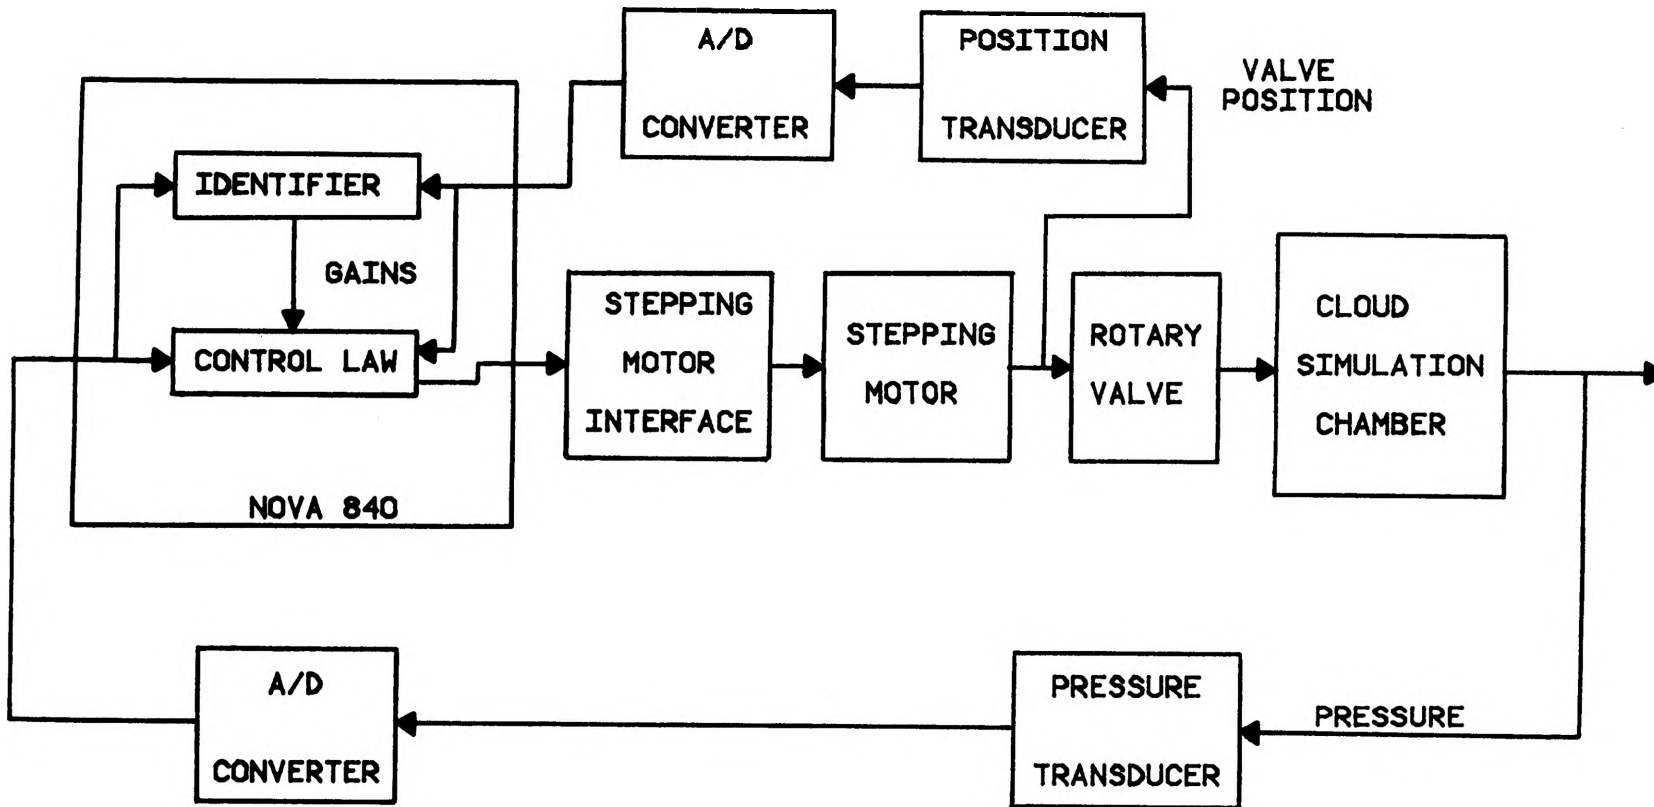 A/D
CONVERTER
POSITION
TRANSDUCER
VALVE
POSITION
IDENTIFIER
GAINS
CONTROL LAW
NOVA 840
STEPPING
MOTOR
INTERFACE
STEPPING
MOTOR
ROTARY
VALVE
CLOUD
SIMULATION
CHAMBER
A/D
CONVERTER
PRESSURE
TRANSDUCER
PRESSURE